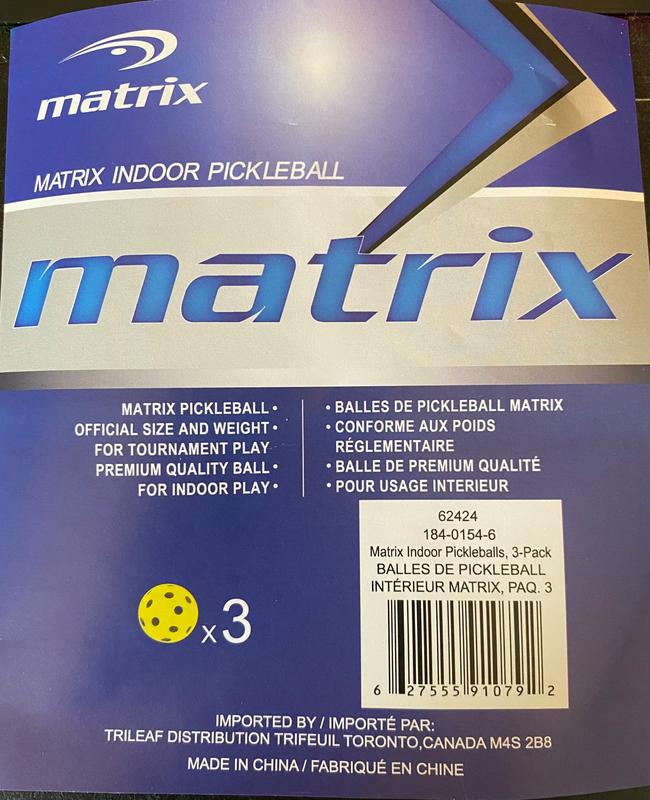 matrix
MATRIX INDOOR PICKLEBALL
matrix
MATRIX PICKLEBALL •
OFFICIAL SIZE AND WEIGHT •
FOR TOURNAMENT PLAY
PREMIUM QUALITY BALL •
FOR INDOOR PLAY •
• BALLES DE PICKLEBALL MATRIX
• CONFORME AUX POIDS
RÉGLEMENTAIRE
• BALLE DE PREMIUM QUALITÉ
• POUR USAGE INTERIEUR
62424
184-0154-6
Matrix Indoor Pickleballs, 3-Pack
BALLES DE PICKLEBALL
INTÉRIEUR MATRIX, PAQ. 3
6 27555 91079 2
x3
IMPORTED BY / IMPORTÉ PAR:
TRILEAF DISTRIBUTION TRIFEUIL TORONTO,CANADA M4S 2B8
MADE IN CHINA / FABRIQUÉ EN CHINE